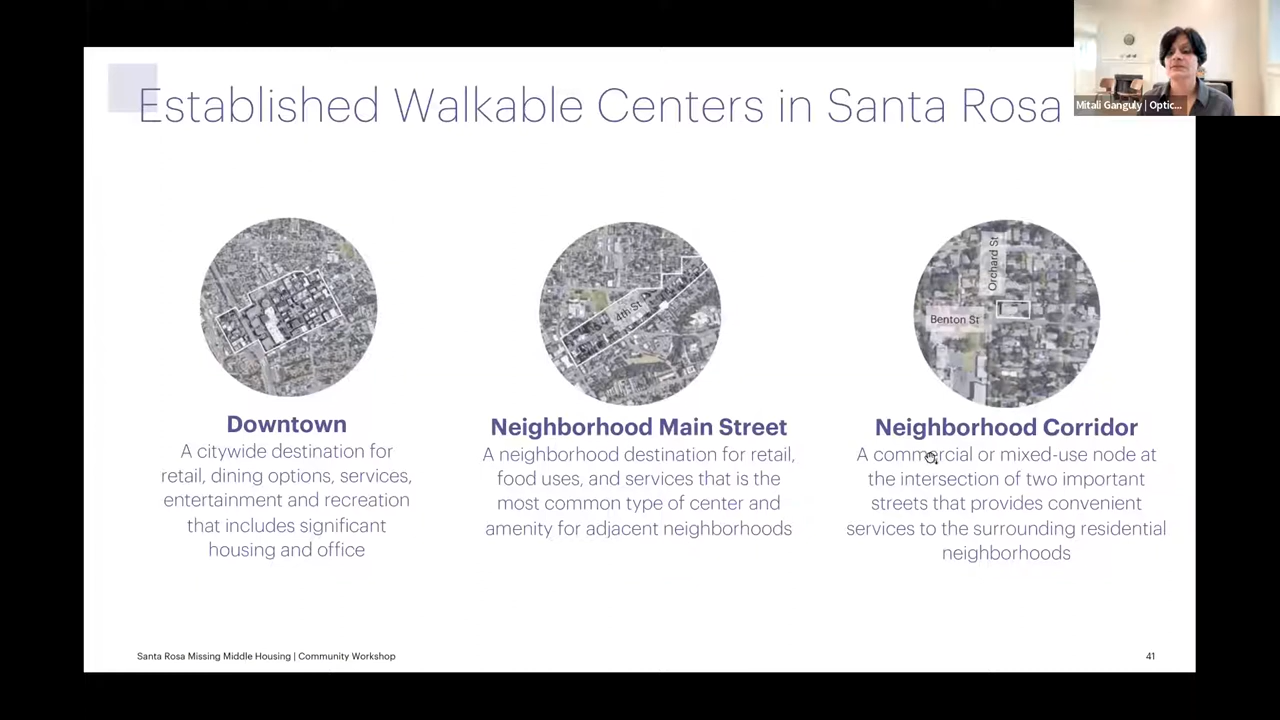 Established Walkable Centers in Santa Rosa
Mitali Ganguly | Optic...
4th St
Orchard St
Benton St
Downtown
A citywide destination for
retail, dining options, services,
entertainment and recreation
that includes significant
housing and office
Neighborhood Main Street
A neighborhood destination for retail,
food uses, and services that is the
most common type of center and
amenity for adjacent neighborhoods
Neighborhood Corridor
A commercial or mixed-use node at
the intersection of two important
streets that provides convenient
services to the surrounding residential
neighborhoods
Santa Rosa Missing Middle Housing | Community Workshop
41